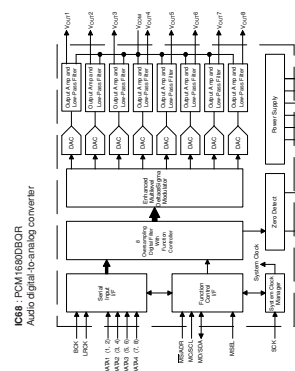 IC68 : PCM1680DBQR
Audio digital-to-analog converter
BCK
LRCK
DATA1 (1, 2)
DATA2 (3, 4)
DATA3 (5, 6)
DATA4 (7, 8)
MS/ADR
MC/SCL
MD/SDA
MSEL
SCK
Serial
Input
I/F
Function
Control
I/F
System Clock
Manager
System Clock
8
Oversampling
Digital Filter
With
Function
Controller
Enhanced
Multilevel
Delta-Sigma
Modulator
Zero Detect
Power Supply
DAC
DAC
DAC
DAC
DAC
DAC
DAC
DAC
Output Amp and
Low-Pass Filter
Output Amp and
Low-Pass Filter
Output Amp and
Low-Pass Filter
Output Amp and
Low-Pass Filter
Output Amp and
Low-Pass Filter
Output Amp and
Low-Pass Filter
Output Amp and
Low-Pass Filter
Output Amp and
Low-Pass Filter
VOUT1
VOUT2
VOUT3
VOUT4
VCOM
VOUT5
VOUT6
VOUT7
VOUT8